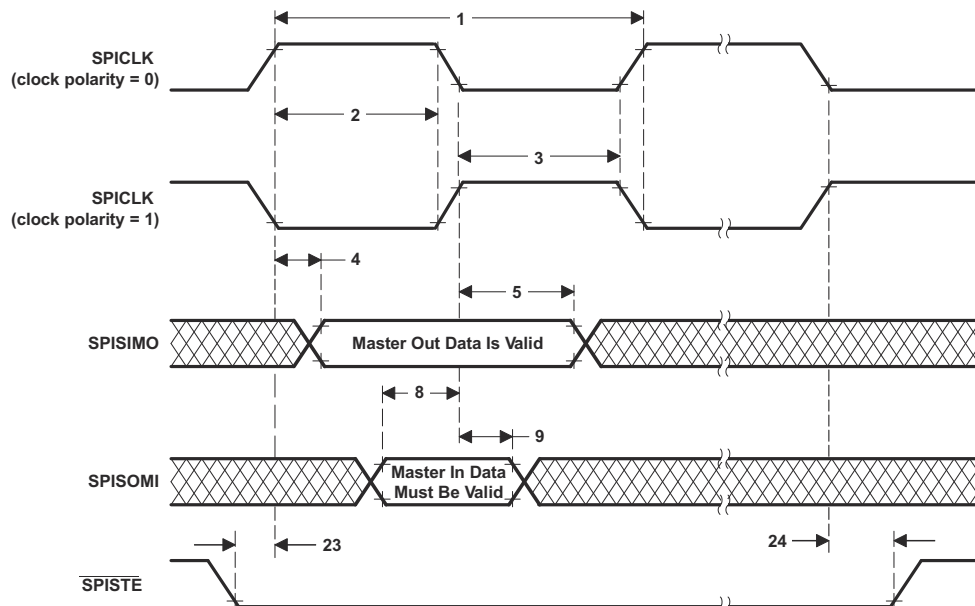 1
SPICLK
(clock polarity = 0)
2
3
SPICLK
(clock polarity = 1)
4
5
SPISIMO
Master Out Data Is Valid
8
9
SPISOMI
Master In Data
Must Be Valid
23
24
SPISTE